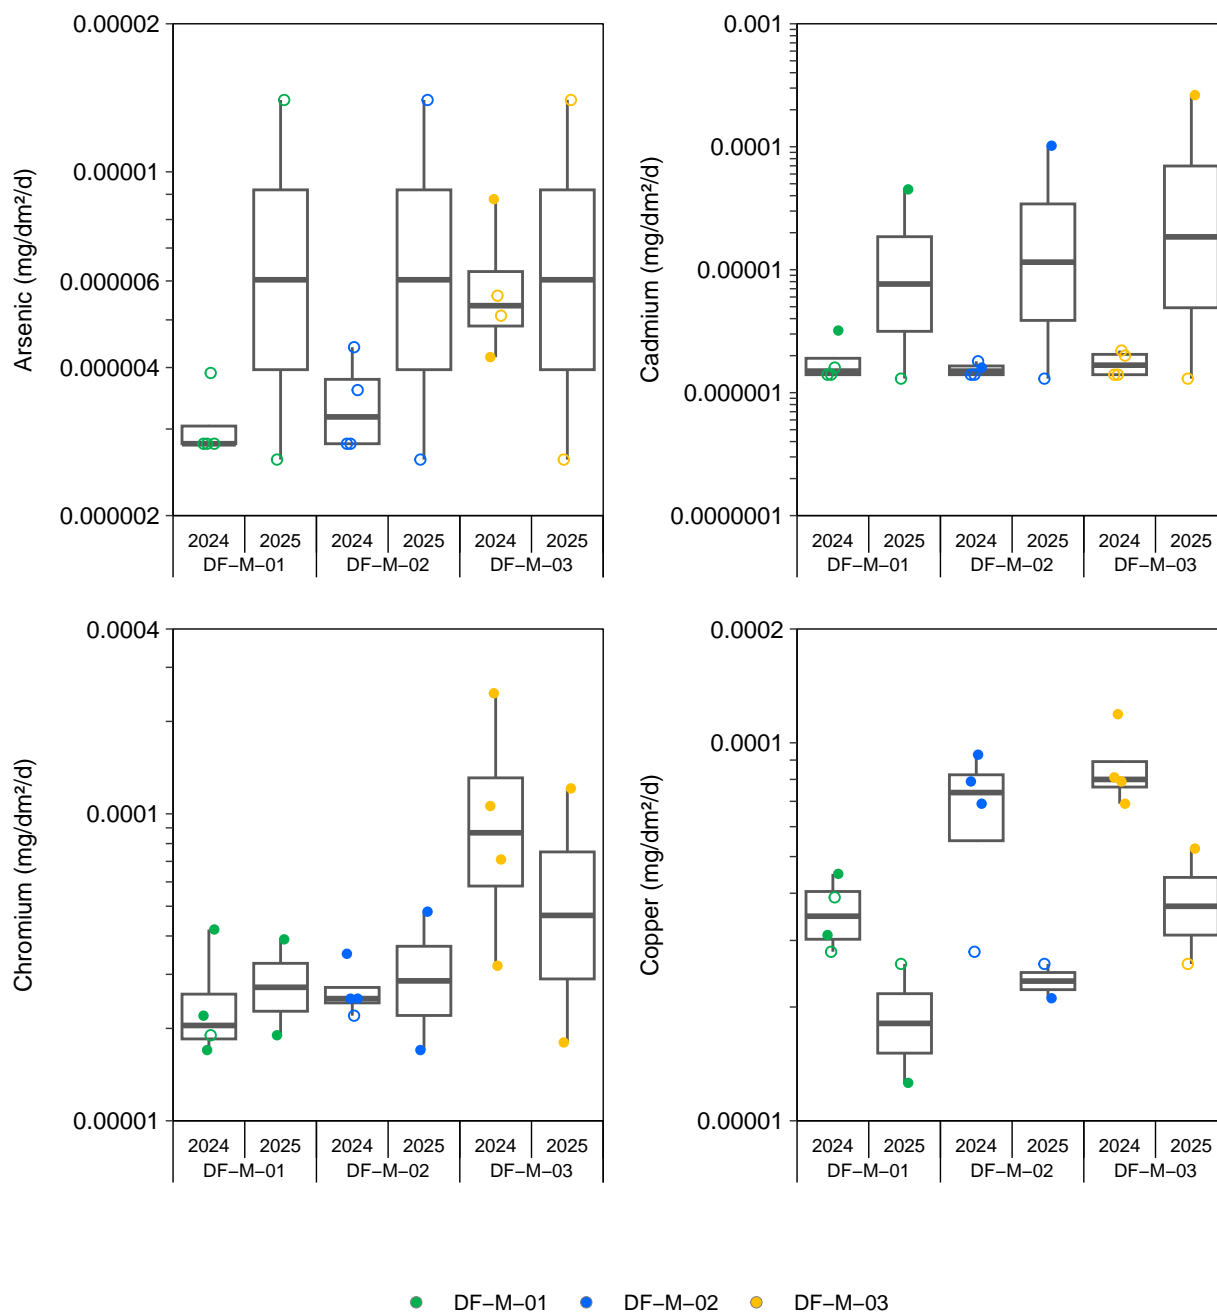 0.00002
0.00001
0.000006
0.000004
0.000002
Arsenic (mg/dm²/d)
2024 2025 2024 2025 2024 2025
DF−M−01 DF−M−02 DF−M−03
0.001
0.0001
0.00001
0.000001
0.0000001
Cadmium (mg/dm²/d)
2024 2025 2024 2025 2024 2025
DF−M−01 DF−M−02 DF−M−03
0.0004
0.0001
0.00001
Chromium (mg/dm²/d)
2024 2025 2024 2025 2024 2025
DF−M−01 DF−M−02 DF−M−03
0.0002
0.0001
0.00001
Copper (mg/dm²/d)
2024 2025 2024 2025 2024 2025
DF−M−01 DF−M−02 DF−M−03
DF−M−01 DF−M−02 DF−M−03